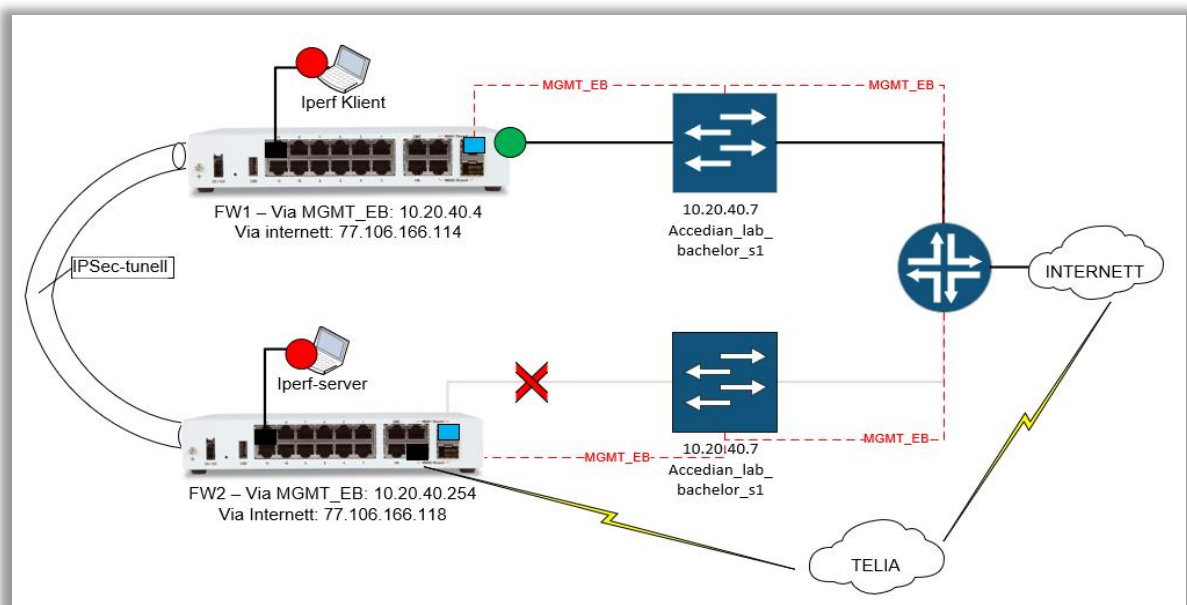 Iperf Klient
MGMT_EB
MGMT_EB
FW1 – Via MGMT_EB: 10.20.40.4
Via internett: 77.106.166.114
10.20.40.7
Accedian_lab_
bachelor_s1
IPSec-tunell
INTERNETT
Iperf-server
MGMT_EB
MGMT_EB
10.20.40.7
Accedian_lab_
bachelor_s1
FW2 – Via MGMT_EB: 10.20.40.254
Via Internett: 77.106.166.118
TELIA